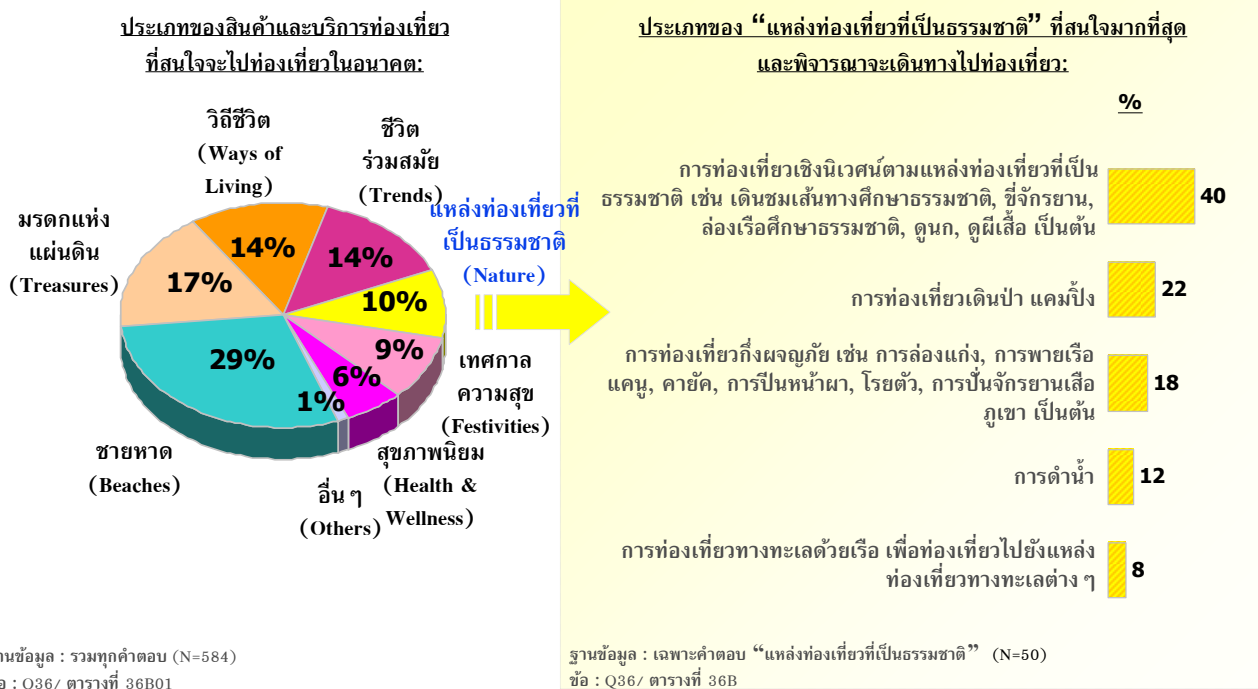 ประเภทของสินค้าและบริการท่องเที่ยว
ที่สนใจจะไปท่องเที่ยวในอนาคต:
วิถีชีวิต
(Ways of
Living)
ชีวิต
ร่วมสมัย
(Trends)
แหล่งท่องเที่ยวที่
เป็นธรรมชาติ
(Nature)
มรดกแห่ง
แผ่นดิน
(Treasures)
14%
14%
17%
10%
29%
9%
6%
1%
เทศกาล
ความสุข
(Festivities)
ชายหาด
(Beaches)
อื่น ๆ
(Others)
สุขภาพนิยม
(Health &
Wellness)
านข้อมูล : รวมทุกคำตอบ (N=584)
อ : Q36/ ตารางที่ 36B01
ประเภทของ “แหล่งท่องเที่ยวที่เป็นธรรมชาติ” ที่สนใจมากที่สุด
และพิจารณาจะเดินทางไปท่องเที่ยว:
%
การท่องเที่ยวเชิงนิเวศน์ตามแหล่งท่องเที่ยวที่เป็น
ธรรมชาติ เช่น เดินชมเส้นทางศึกษาธรรมชาติ, ขี่จักรยาน,
ล่องเรือศึกษาธรรมชาติ, ดูนก, ดูผีเสื้อ เป็นต้น
40
การท่องเที่ยวเดินป่า แคมปิ้ง
22
การท่องเที่ยวกึ่งผจญภัย เช่น การล่องแก่ง, การพายเรือ
แคนู, คายัค, การปีนหน้าผา, โรยตัว, การปั่นจักรยานเสือ
ภูเขา เป็นต้น
18
การดำน้ำ
12
การท่องเที่ยวทางทะเลด้วยเรือ เพื่อท่องเที่ยวไปยังแหล่ง
ท่องเที่ยวทางทะเลต่าง ๆ
8
ฐานข้อมูล : เฉพาะคำตอบ “แหล่งท่องเที่ยวที่เป็นธรรมชาติ” (N=50)
ข้อ : Q36/ ตารางที่ 36B